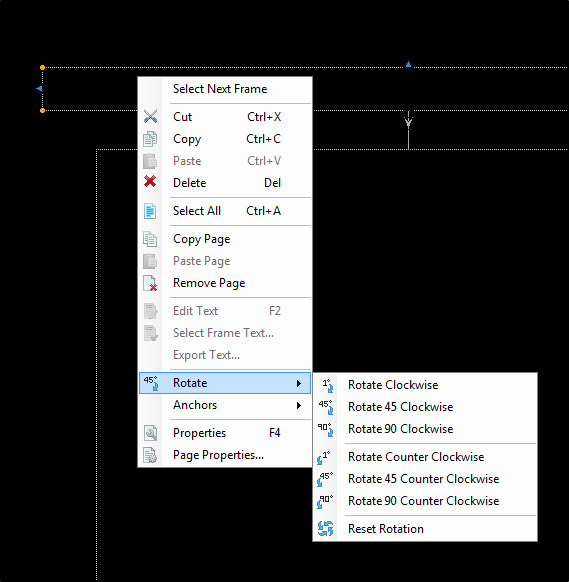 Select Next Frame
Cut Ctrl+X
Copy Ctrl+C
Paste Ctrl+V
Delete Del
Select All Ctrl+A
Copy Page
Paste Page
Remove Page
Edit Text F2
Select Frame Text...
Export Text...
45° Rotate
Anchors
Properties F4
Page Properties...
1° Rotate Clockwise
45° Rotate 45 Clockwise
90° Rotate 90 Clockwise
1° Rotate Counter Clockwise
45° Rotate 45 Counter Clockwise
90° Rotate 90 Counter Clockwise
Reset Rotation